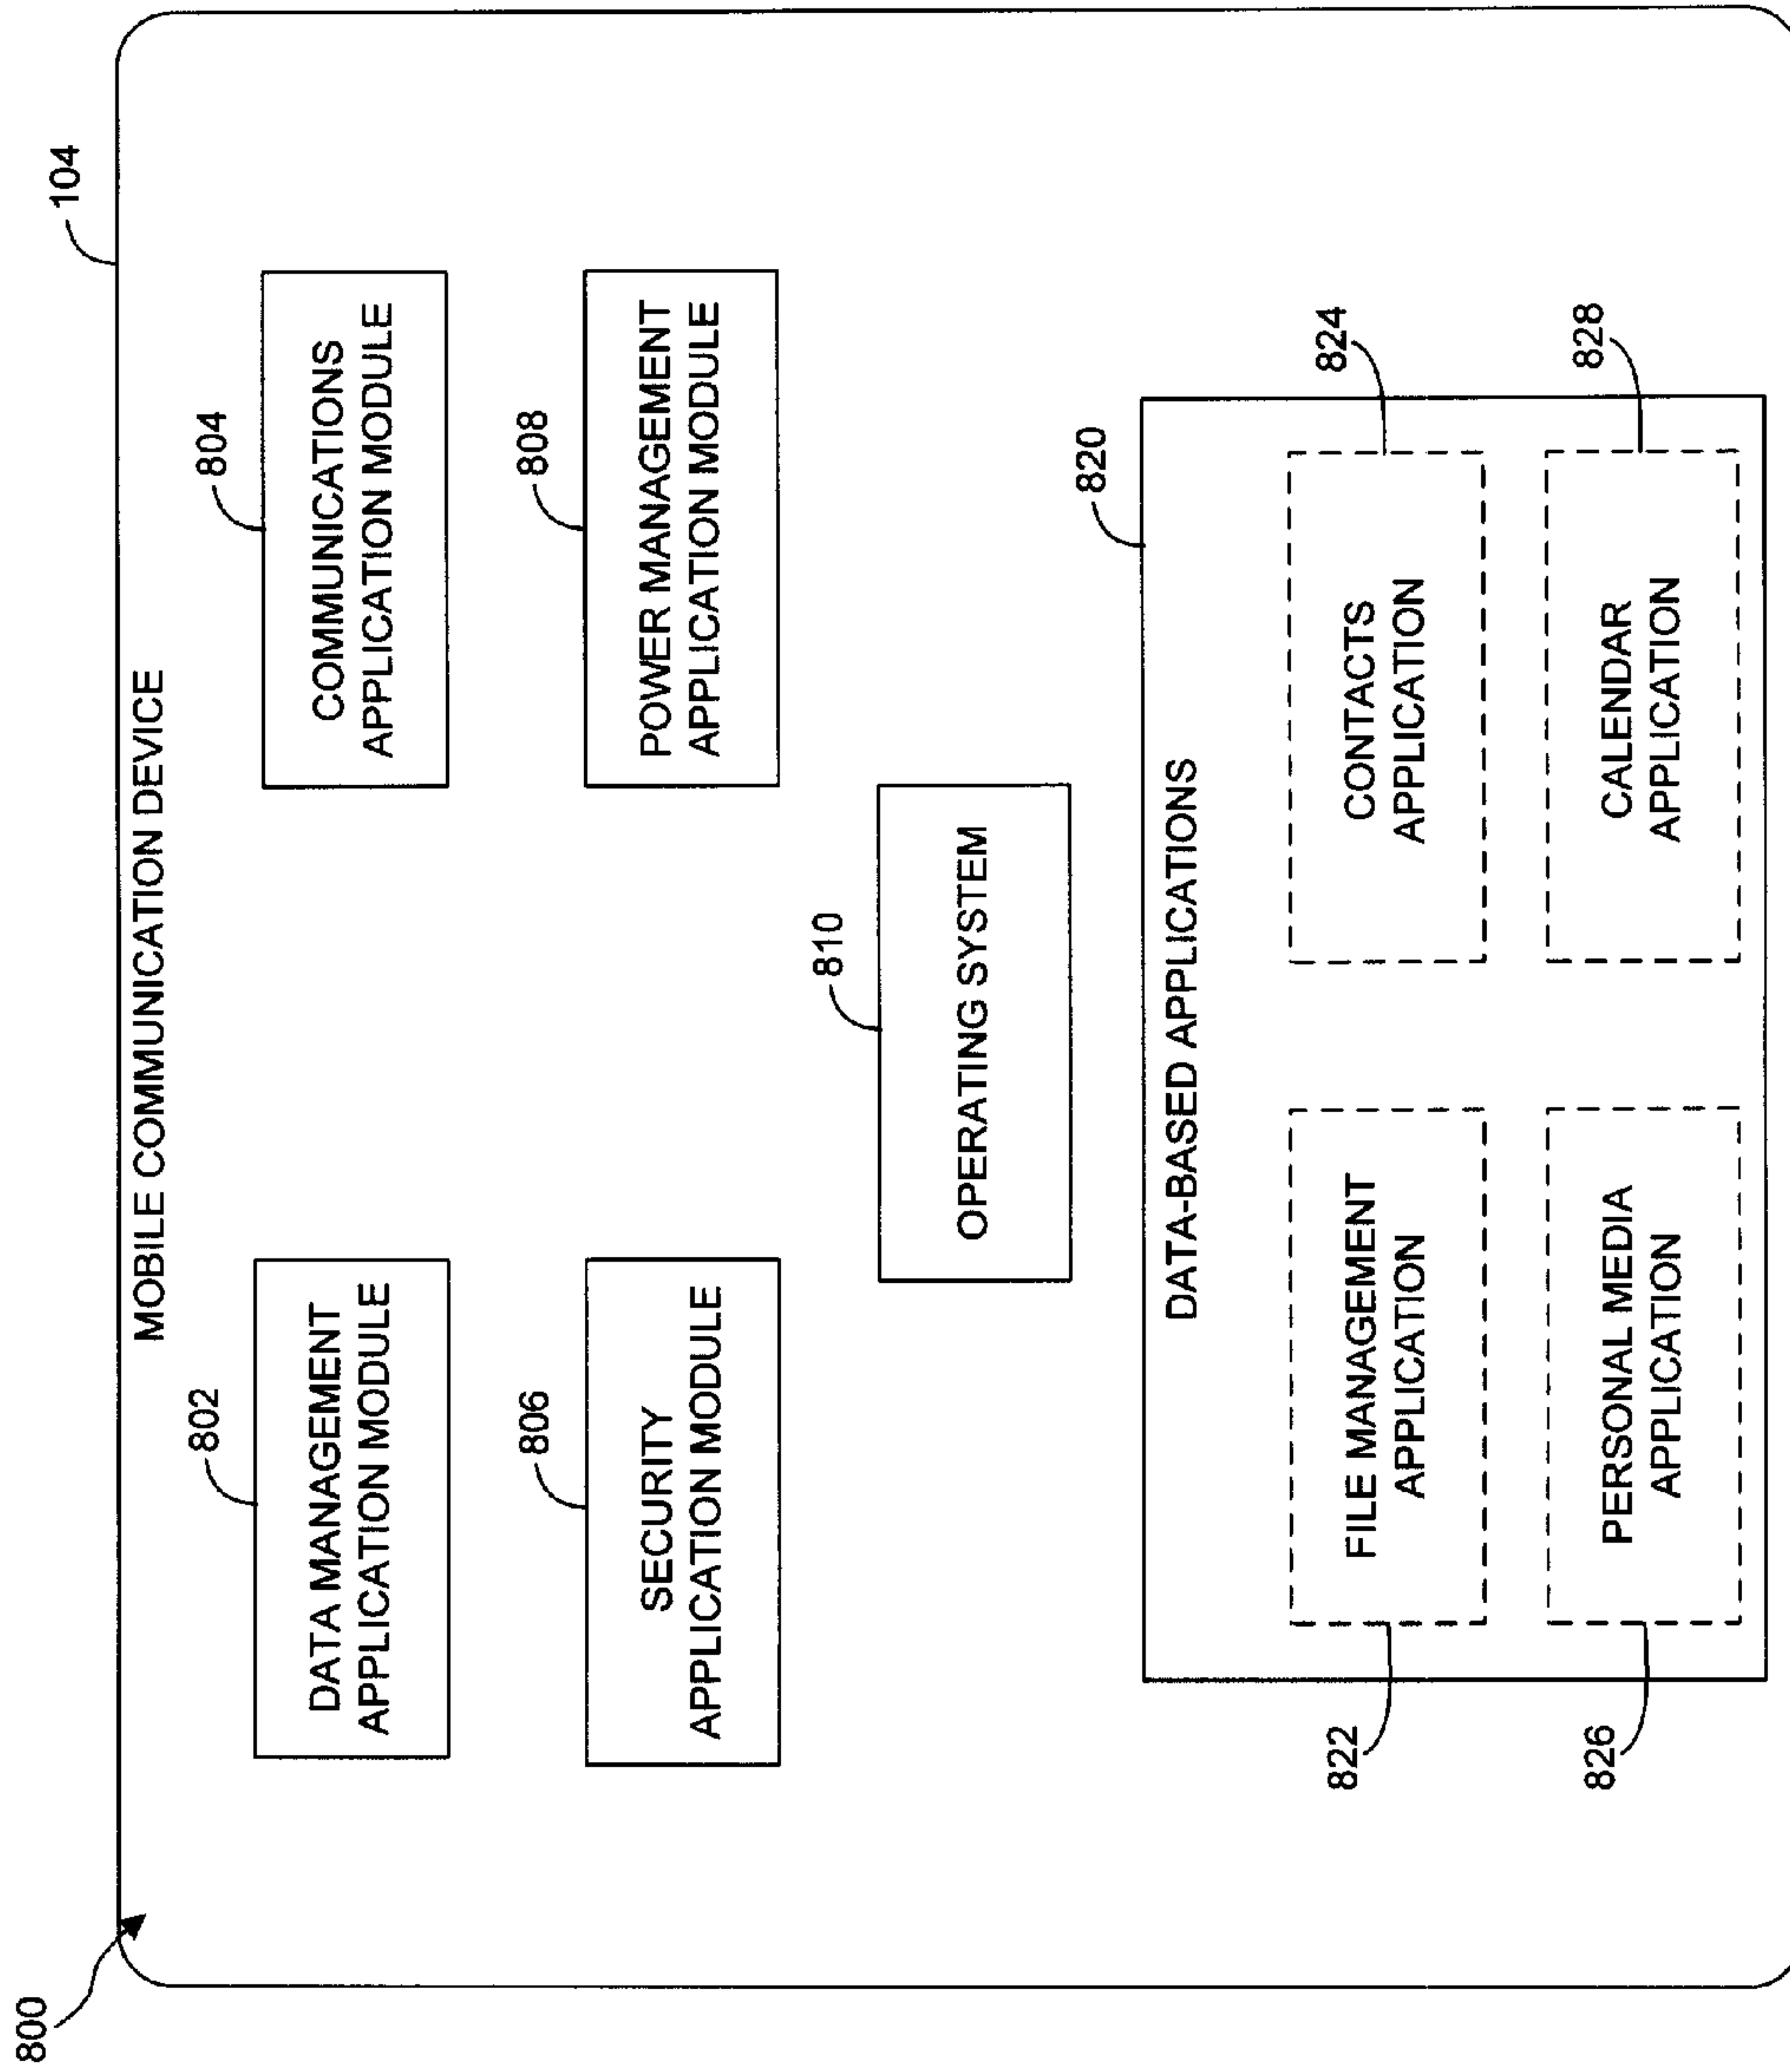 800
104
MOBILE COMMUNICATION DEVICE
802
DATA MANAGEMENT
APPLICATION MODULE
804
COMMUNICATIONS
APPLICATION MODULE
806
SECURITY
APPLICATION MODULE
808
POWER MANAGEMENT
APPLICATION MODULE
810
OPERATING SYSTEM
820
DATA-BASED APPLICATIONS
822
FILE MANAGEMENT
APPLICATION
824
CONTACTS
APPLICATION
826
PERSONAL MEDIA
APPLICATION
828
CALENDAR
APPLICATION